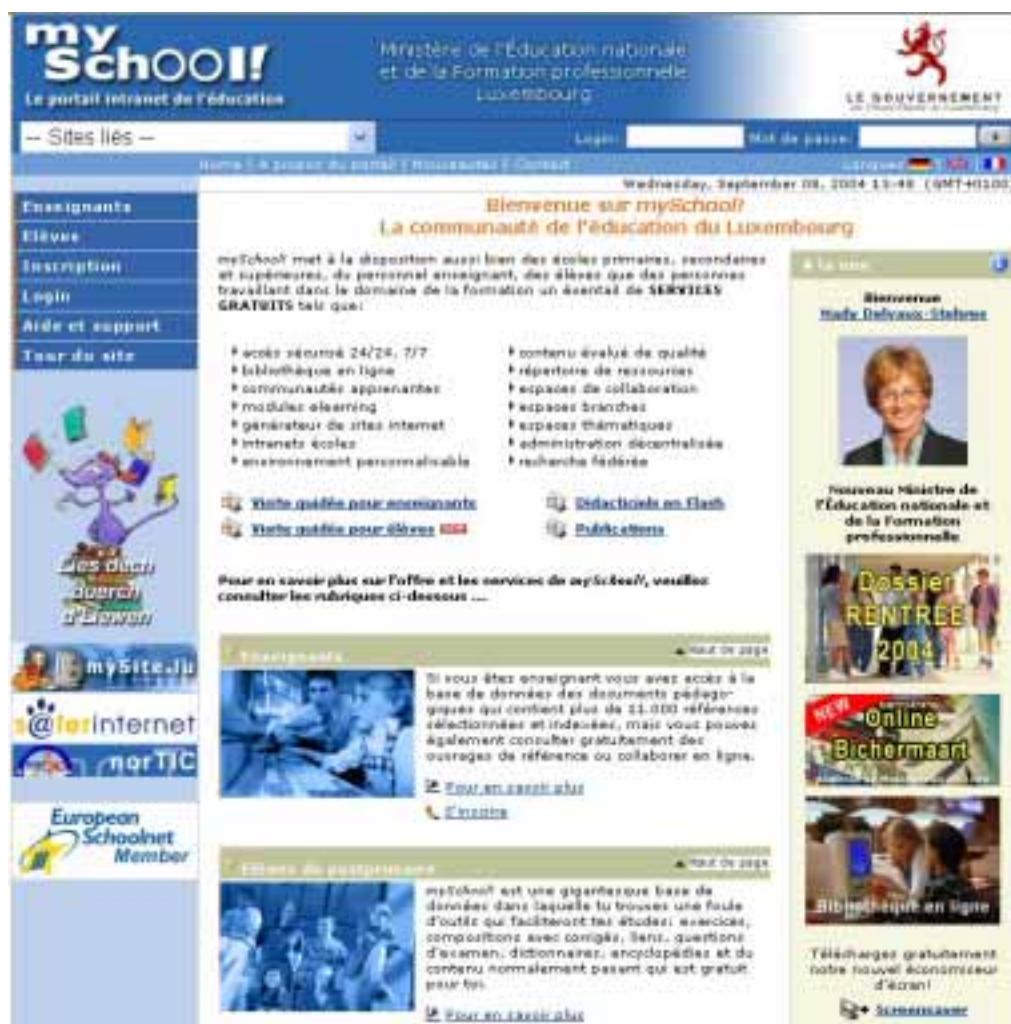 mySchool!
Le portail intranet de l'éducation
Ministère de l'Éducation nationale
et de la Formation professionnelle
Luxembourg
LE GOUVERNEMENT
-- Sites liés --
Login:
Mot de passe:
Home | A propos du portail | Nouveautés | Contact
Langues
Wednesday, September 08, 2004 15:48 (GMT+0100)
Enseignants
Elèves
Inscription
Login
Aide et support
Tour du site
Bienvenue sur mySchool!
La communauté de l'éducation du Luxembourg
mySchool! met à la disposition aussi bien des écoles primaires, secondaires
et supérieures, du personnel enseignant, des élèves que des personnes
travaillant dans le domaine de la formation un éventail de SERVICES
GRATUITS tels que:
accès sécurisé 24/24, 7/7
bibliothèque en ligne
communautés apprenantes
modules elearning
générateur de sites internet
intranets écoles
environnement personnalisable
contenu évalué de qualité
répertoire de ressources
espaces de collaboration
espaces branches
espaces thématiques
administration décentralisée
recherche fédérée
Visite guidée pour enseignants
Visite guidée pour élèves
Didacticiels en Flash
Publications
Pour en savoir plus sur l'offre et les services de mySchool!, veuillez
consulter les rubriques ci-dessous ...
Enseignants
Haut de page
Si vous êtes enseignant vous avez accès à la
base de données des documents pédago-
giques qui contient plus de 11.000 références
sélectionnées et indexées, mais vous pouvez
également consulter gratuitement des
ouvrages de référence ou collaborer en ligne.
Pour en savoir plus
S'inscrire
Elèves du postprimaire
Haut de page
mySchool! est une gigantesque base de
données dans laquelle tu trouves une foule
d'outils qui faciliteront tes études: exercices,
compositions avec corrigés, liens, questions
d'examen, dictionnaires, encyclopédies et du
contenu normalement payant qui est gratuit
pour toi.
Pour en savoir plus
Lies dech
duerch
d'Liewen
mySite.lu
s@ferinternet
norTIC
European
Schoolnet
Member
A la une
Bienvenue
Mady Delvaux-Stehres
Nouveau Ministre de
l'Éducation nationale et
de la Formation
professionnelle
Dossier
RENTREE
2004
NEW
Online
Bichermaart
Bibliothèque en ligne
Téléchargez gratuitement
notre nouvel économiseur
d'écran!
Screensaver